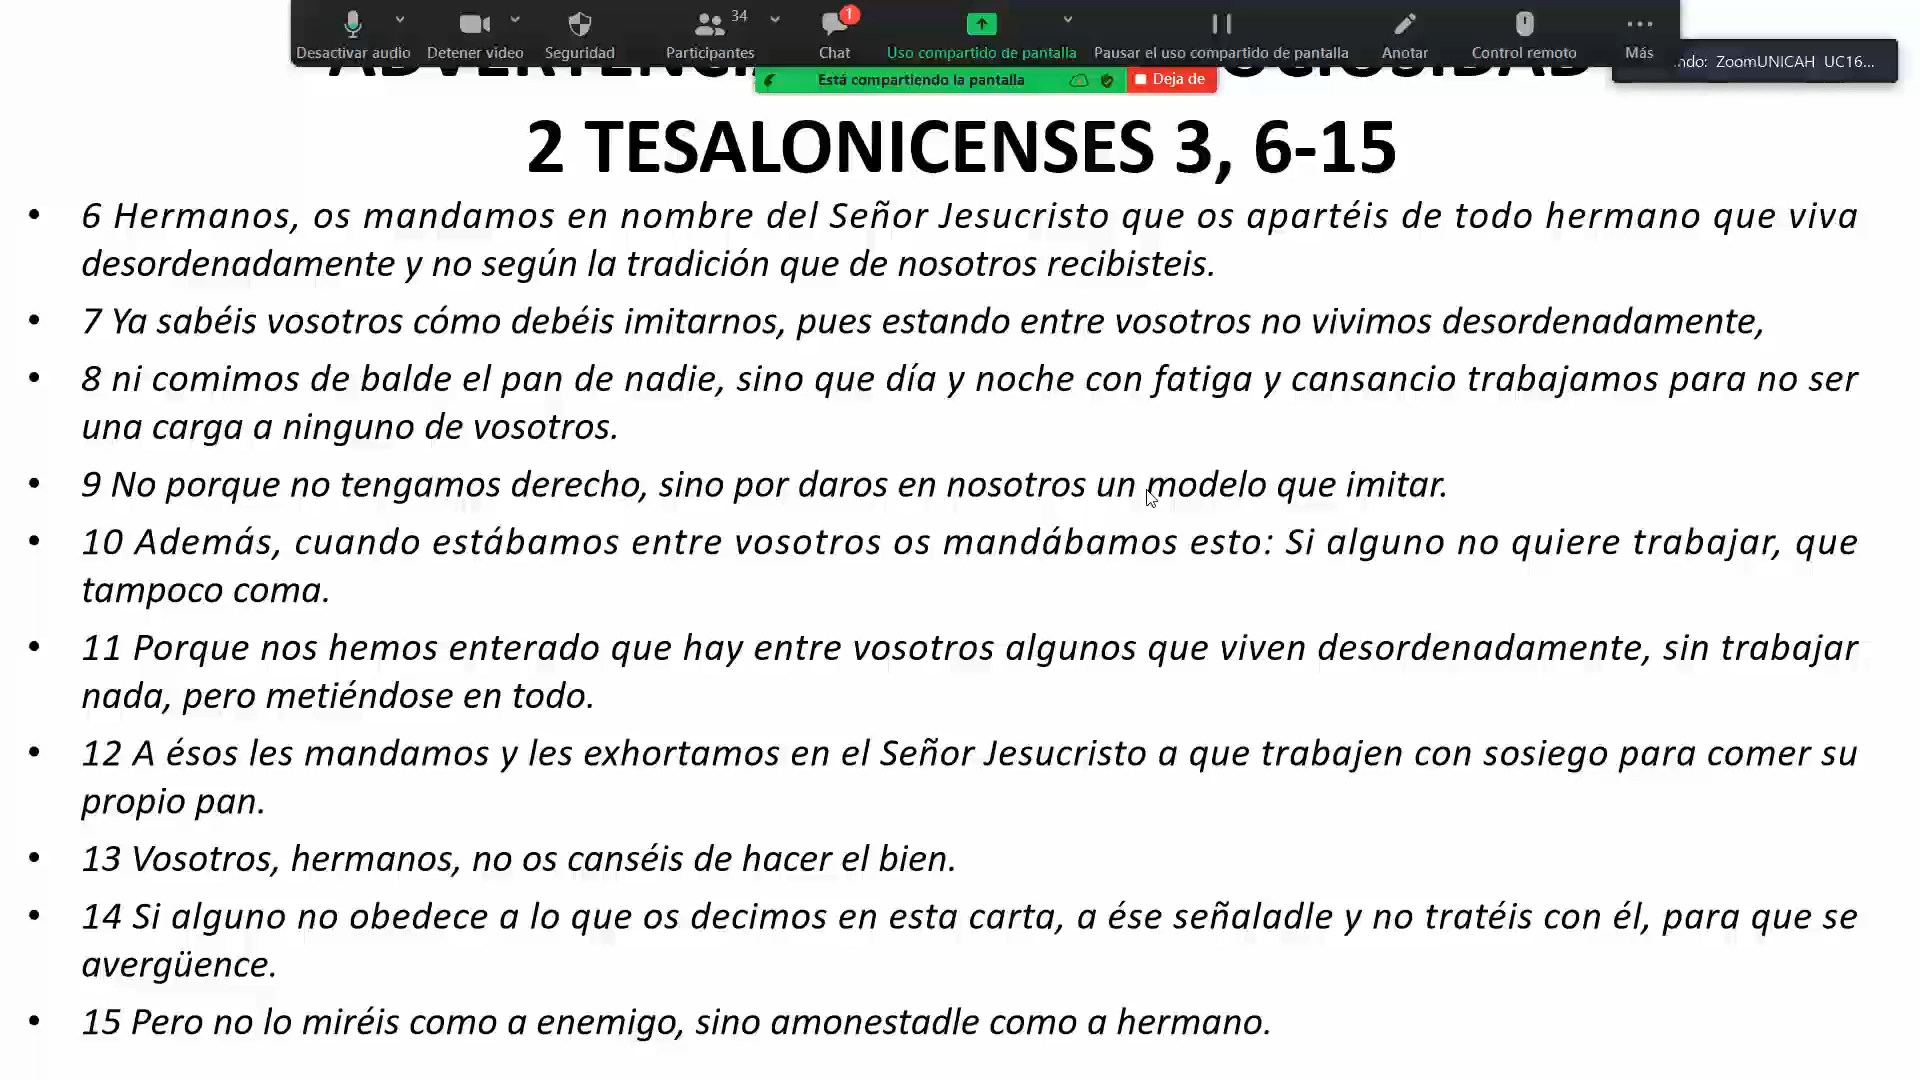 34
1
Desactivar audio
Detener video
Seguridad
Participantes
Chat
Uso compartido de pantalla
Pausar el uso compartido de pantalla
Anotar
Control remoto
Más
ndo: ZoomUNICAH UC16...
Está compartiendo la pantalla
Deja de
2 TESALONICENSES 3, 6-15
• 6 Hermanos, os mandamos en nombre del Señor Jesucristo que os apartéis de todo hermano que viva
desordenadamente y no según la tradición que de nosotros recibisteis.
• 7 Ya sabéis vosotros cómo debéis imitarnos, pues estando entre vosotros no vivimos desordenadamente,
• 8 ni comimos de balde el pan de nadie, sino que día y noche con fatiga y cansancio trabajamos para no ser
una carga a ninguno de vosotros.
• 9 No porque no tengamos derecho, sino por daros en nosotros un modelo que imitar.
• 10 Además, cuando estábamos entre vosotros os mandábamos esto: Si alguno no quiere trabajar, que
tampoco coma.
• 11 Porque nos hemos enterado que hay entre vosotros algunos que viven desordenadamente, sin trabajar
nada, pero metiéndose en todo.
• 12 A ésos les mandamos y les exhortamos en el Señor Jesucristo a que trabajen con sosiego para comer su
propio pan.
• 13 Vosotros, hermanos, no os canséis de hacer el bien.
• 14 Si alguno no obedece a lo que os decimos en esta carta, a ése señaladle y no tratéis con él, para que se
avergüence.
• 15 Pero no lo miréis como a enemigo, sino amonestadle como a hermano.